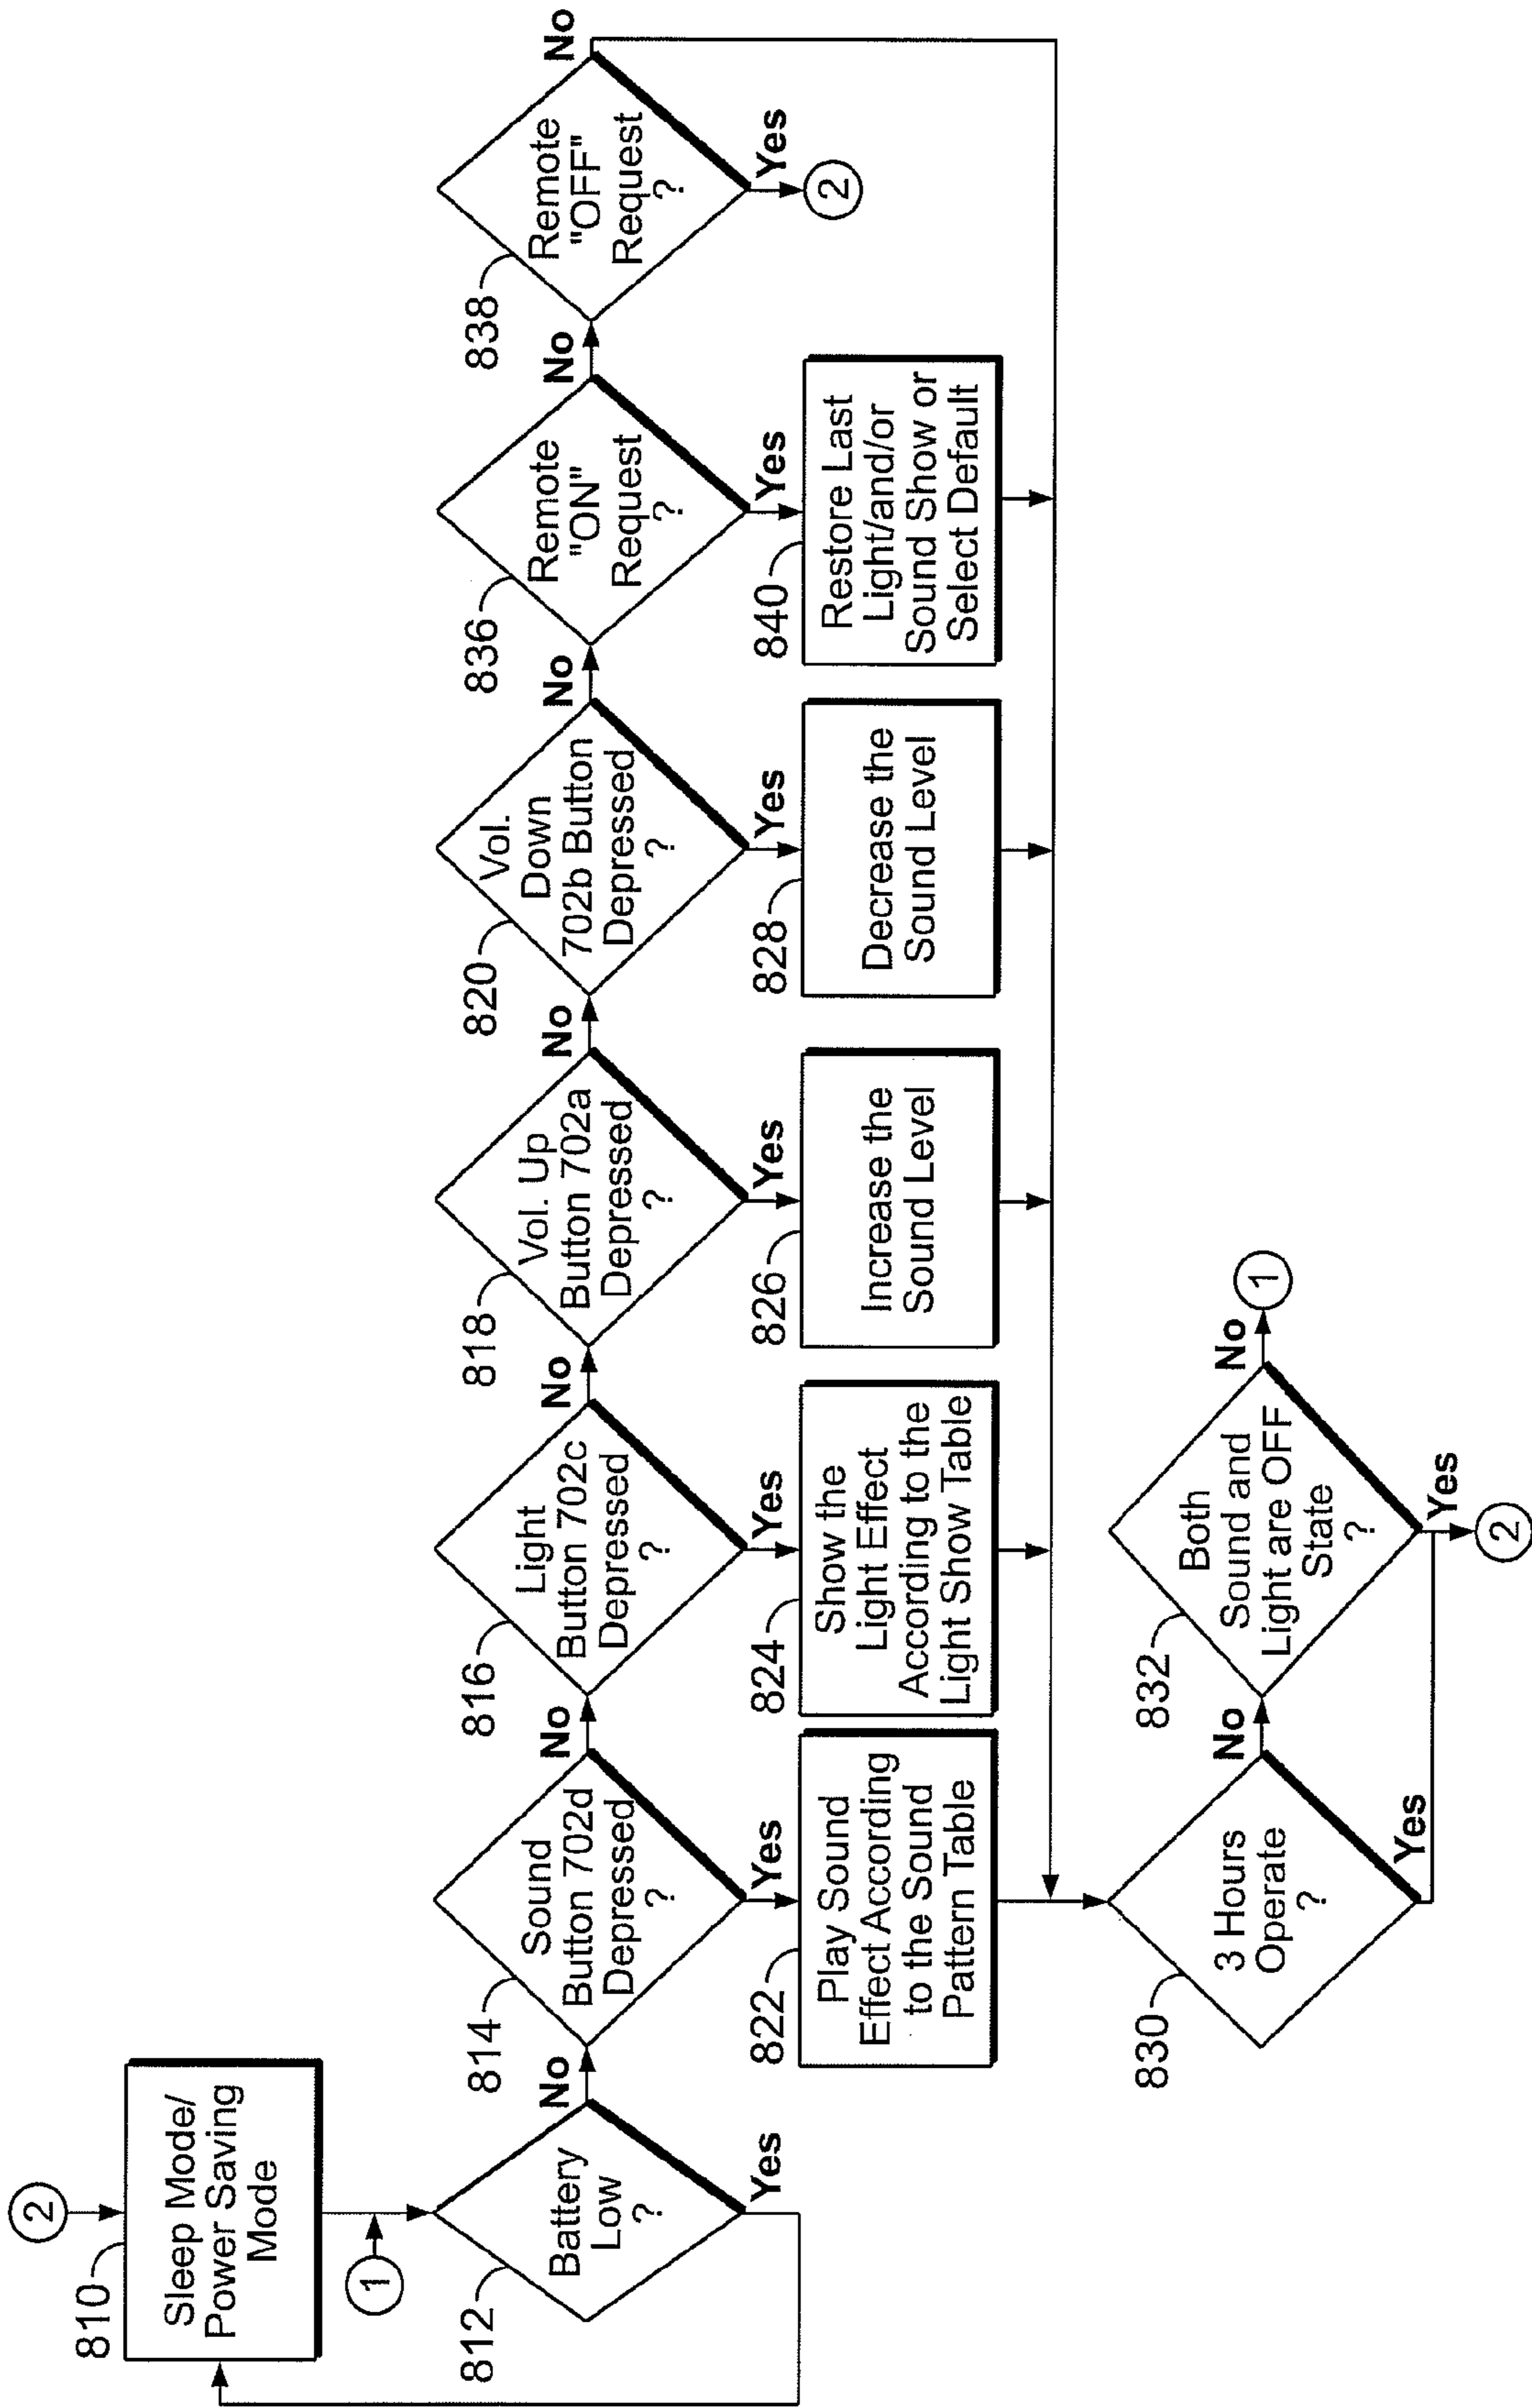 2
810
Sleep Mode/
Power Saving
Mode
1
812
Battery
Low
?
Yes
No
814
Sound
Button 702d
Depressed
?
Yes
No
816
Light
Button 702c
Depressed
?
Yes
No
818
Vol. Up
Button 702a
Depressed
?
Yes
No
820
Vol.
Down
702b Button
Depressed
?
Yes
No
836
Remote
"ON"
Request
?
Yes
No
838
Remote
"OFF"
Request
?
Yes
No
2
822
Play Sound
Effect According
to the Sound
Pattern Table
824
Show the
Light Effect
According to the
Light Show Table
826
Increase the
Sound Level
828
Decrease the
Sound Level
840
Restore Last
Light/and/or
Sound Show or
Select Default
830
3 Hours
Operate
?
Yes
No
832
Both
Sound and
Light are OFF
State
?
Yes
No
1
2